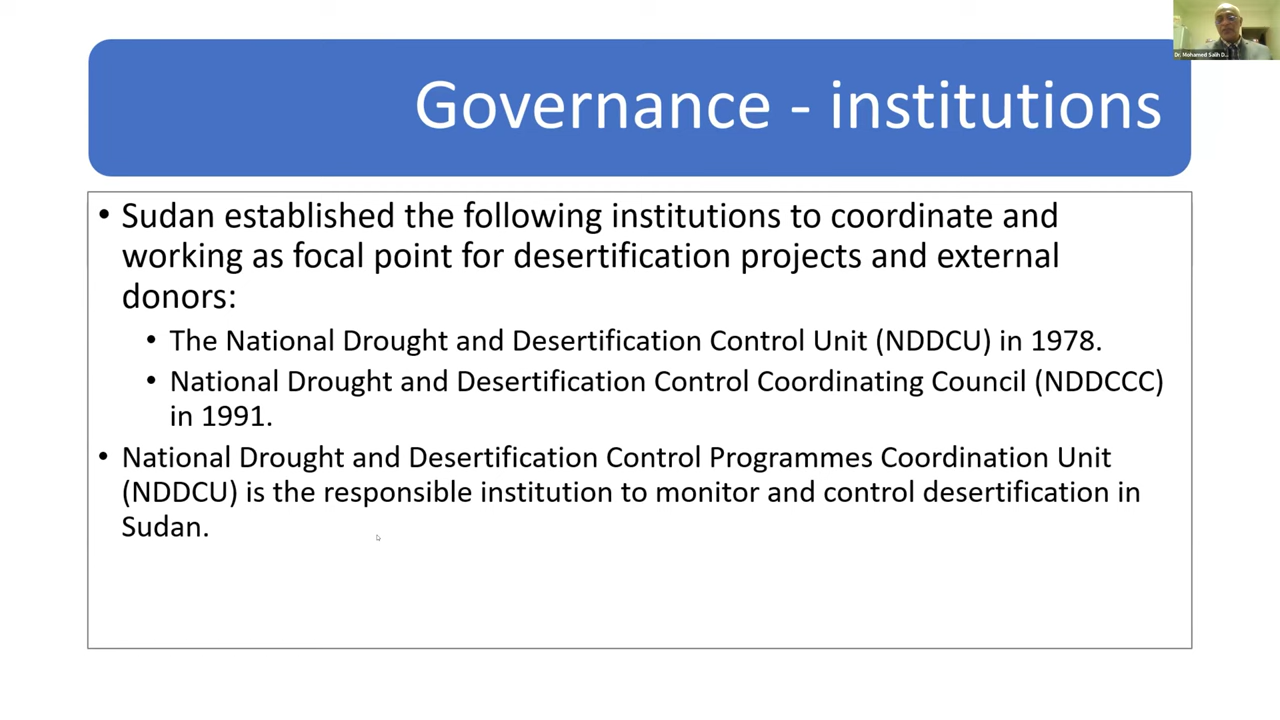 Dr. Mohamed Salih D...
Governance - institutions
• Sudan established the following institutions to coordinate and
working as focal point for desertification projects and external
donors:
• The National Drought and Desertification Control Unit (NDDCU) in 1978.
• National Drought and Desertification Control Coordinating Council (NDDCCC)
in 1991.
• National Drought and Desertification Control Programmes Coordination Unit
(NDDCU) is the responsible institution to monitor and control desertification in
Sudan.